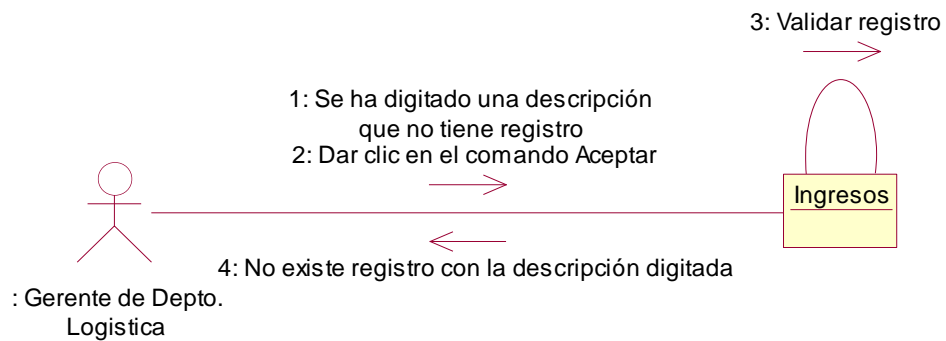 3: Validar registro
1: Se ha digitado una descripción
que no tiene registro
2: Dar clic en el comando Aceptar
Ingresos
4: No existe registro con la descripción digitada
: Gerente de Depto.
Logistica